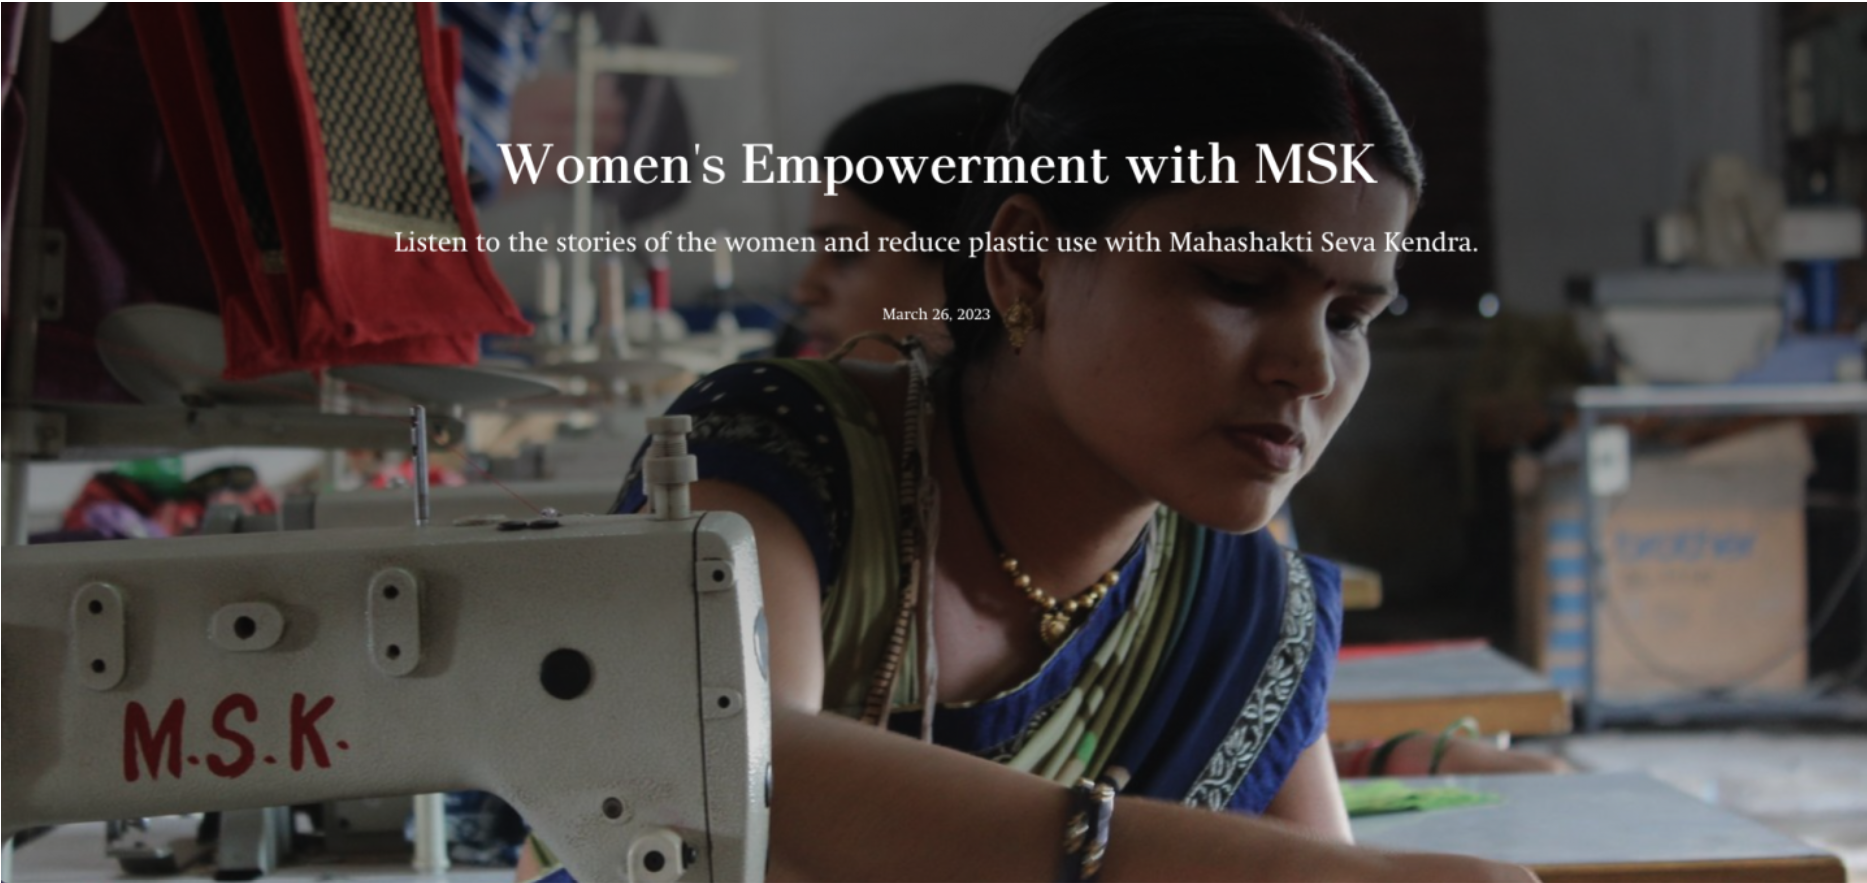 Women's Empowerment with MSK
Listen to the stories of the women and reduce plastic use with Mahashakti Seva Kendra.
March 26, 2023
brother
M.S.K.